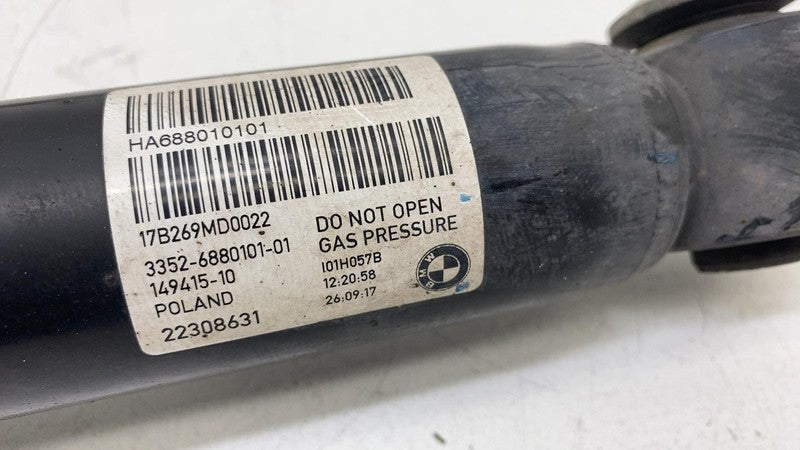 HA688010101
17B269MD0022
3352-6880101-01
149415-10
POLAND
22308631
DO NOT OPEN
GAS PRESSURE
I01H057B
12:20:58
26:09:17
BMW